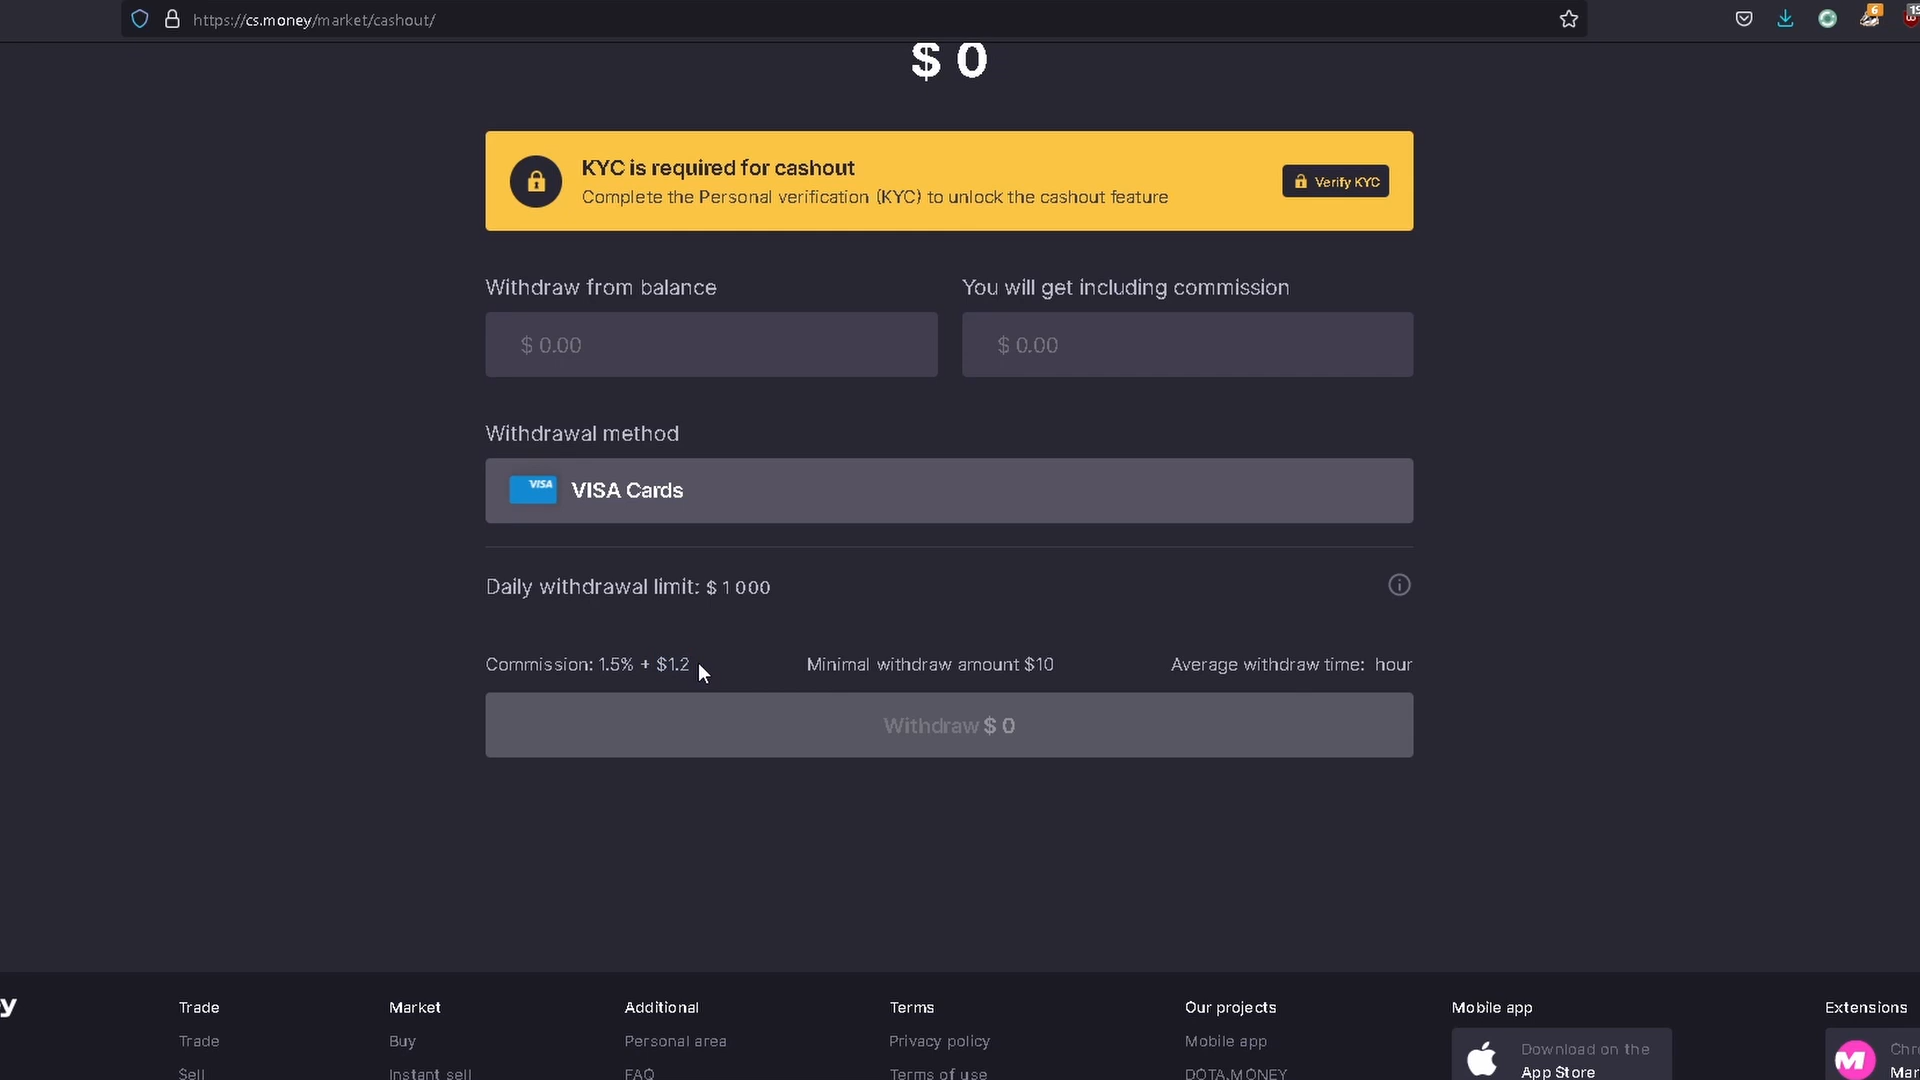 https://cs.money/market/cashout/
6
$ 0
KYC is required for cashout
Complete the Personal verification (KYC) to unlock the cashout feature
Verify KYC
Withdraw from balance
You will get including commission
$ 0.00
$ 0.00
Withdrawal method
VISA
VISA Cards
Daily withdrawal limit: $ 1 000
Commission: 1.5% + $1.2
Minimal withdraw amount $10
Average withdraw time: hour
Withdraw $ 0
Trade
Market
Additional
Terms
Our projects
Mobile app
Extensions
Trade
Buy
Personal area
Privacy policy
Mobile app
Download on the
App Store
Sell
Instant sell
FAQ
Terms of use
DOTA.MONEY